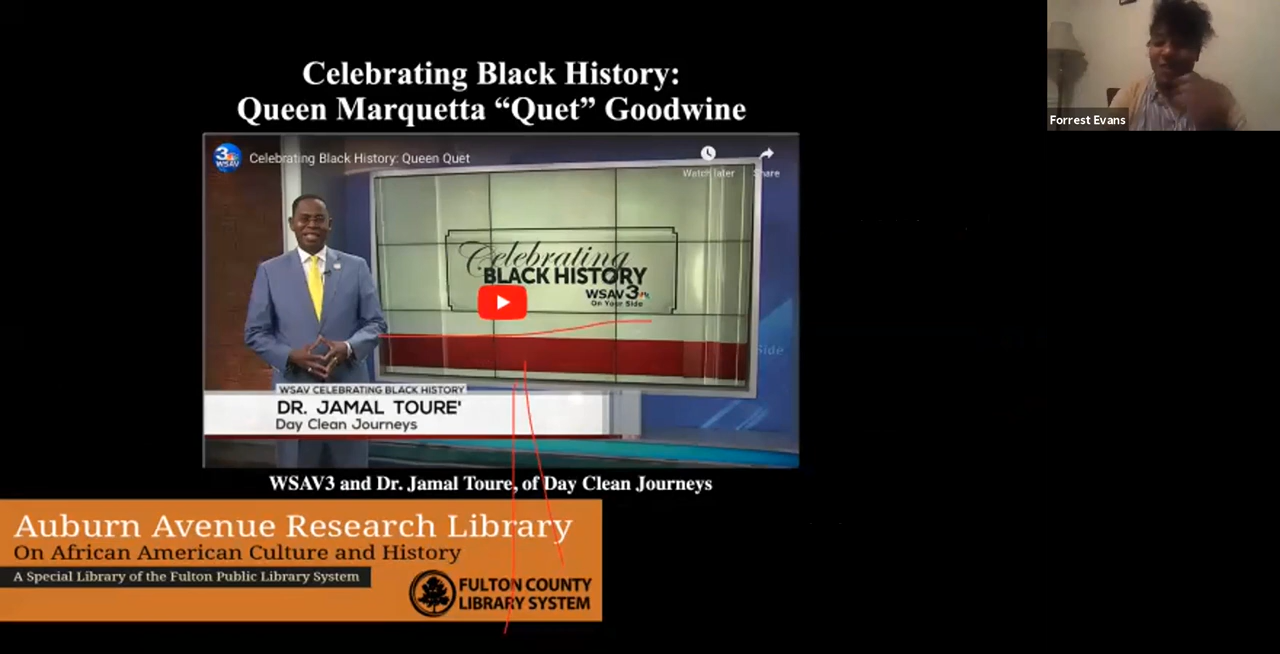 Celebrating Black History:
Queen Marquetta “Quet” Goodwine
Forrest Evans
3
WSAV
Celebrating Black History: Queen Quet
Watch later
Share
Celebrating
BLACK HISTORY
WSAV3
On Your Side
Side
WSAV CELEBRATING BLACK HISTORY
DR. JAMAL TOURE'
Day Clean Journeys
WSAV3 and Dr. Jamal Toure, of Day Clean Journeys
Auburn Avenue Research Library
On African American Culture and History
A Special Library of the Fulton Public Library System
FULTON COUNTY
LIBRARY SYSTEM